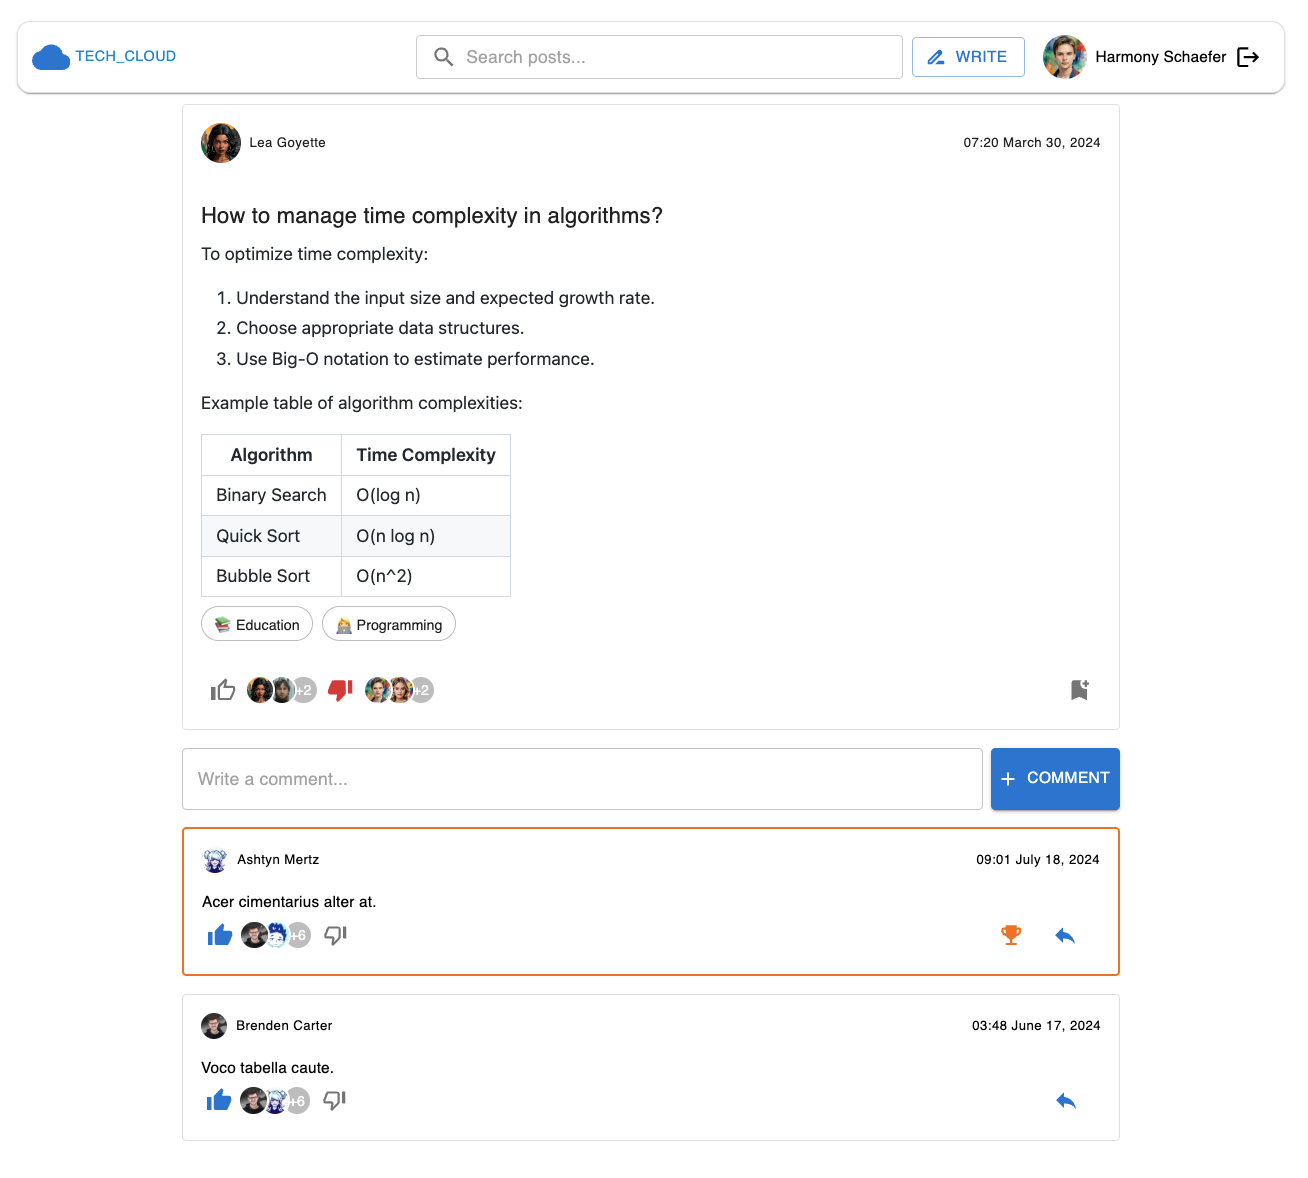 TECH_CLOUD
Search posts...
WRITE
Harmony Schaefer
Lea Goyette
07:20 March 30, 2024
How to manage time complexity in algorithms?
To optimize time complexity:
1. Understand the input size and expected growth rate.
2. Choose appropriate data structures.
3. Use Big-O notation to estimate performance.
Example table of algorithm complexities:
Algorithm Time Complexity
Binary Search O(log n)
Quick Sort O(n log n)
Bubble Sort O(n^2)
Education Programming
+2 +2
Write a comment...
+ COMMENT
Ashtyn Mertz
09:01 July 18, 2024
Acer cimentarius alter at.
+6
Brenden Carter
03:48 June 17, 2024
Voco tabella caute.
+6